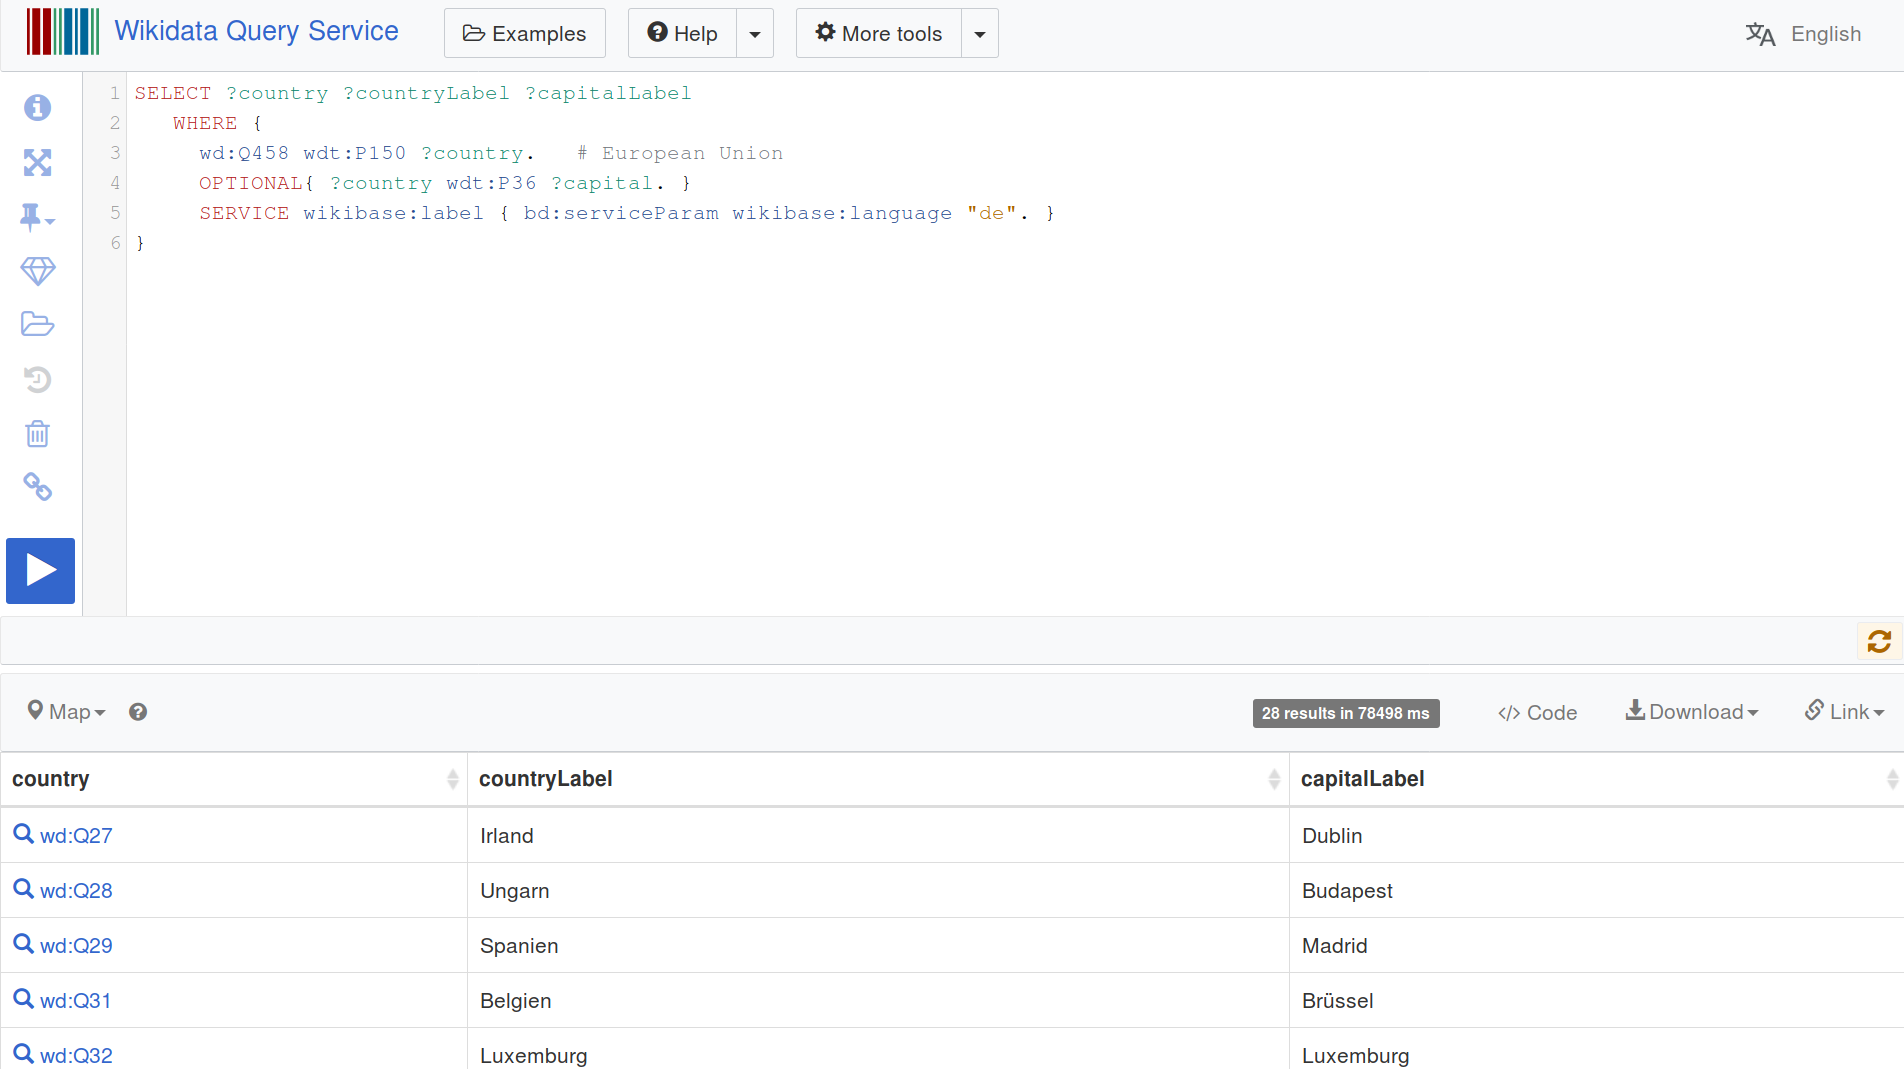 Wikidata Query Service
Examples
Help
More tools
English
1 SELECT ?country ?countryLabel ?capitalLabel
2 WHERE {
3 wd:Q458 wdt:P150 ?country. # European Union
4 OPTIONAL{ ?country wdt:P36 ?capital. }
5 SERVICE wikibase:label { bd:serviceParam wikibase:language "de". }
6 }
Map
28 results in 78498 ms
</> Code
Download
Link
country countryLabel capitalLabel
wd:Q27 Irland Dublin
wd:Q28 Ungarn Budapest
wd:Q29 Spanien Madrid
wd:Q31 Belgien Brüssel
wd:Q32 Luxemburg Luxemburg